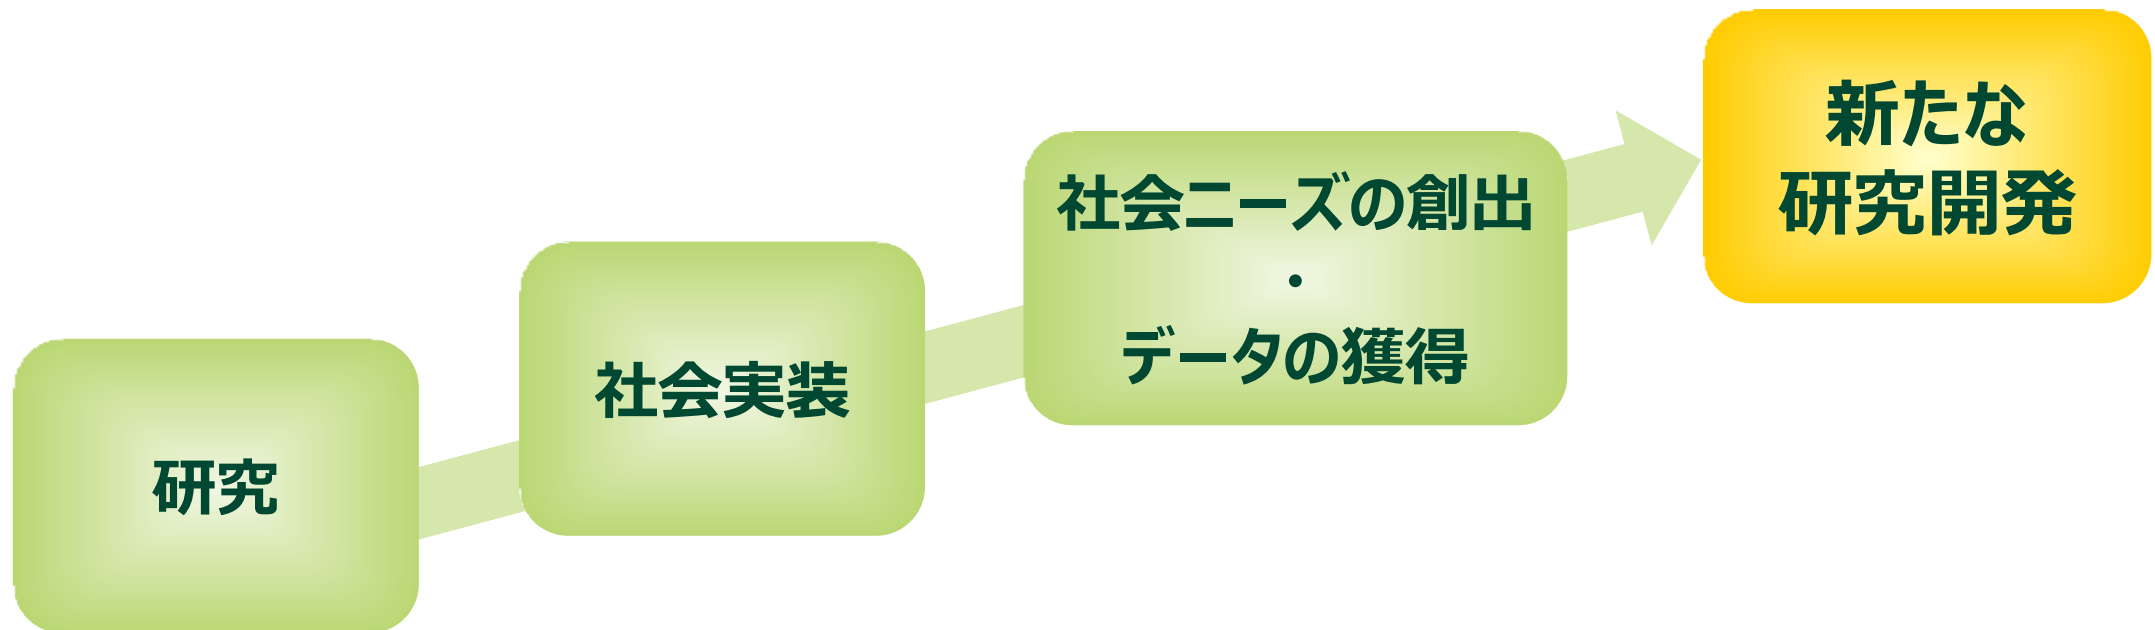 研究
社会実装
社会ニーズの創出
・
データの獲得
新たな
研究開発